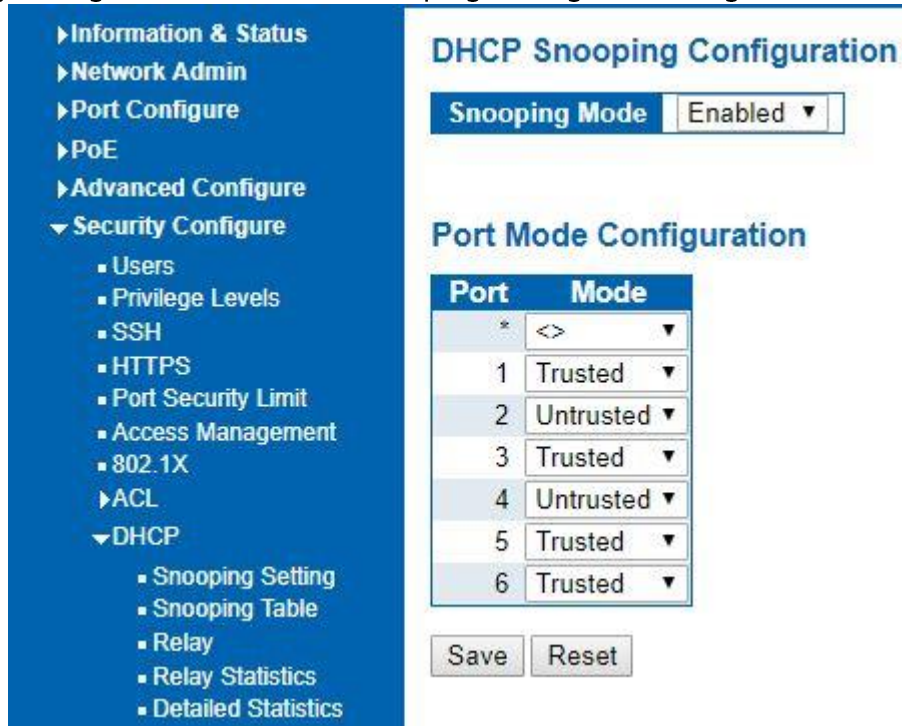 Information & Status
Network Admin
Port Configure
PoE
Advanced Configure
Security Configure
Users
Privilege Levels
SSH
HTTPS
Port Security Limit
Access Management
802.1X
ACL
DHCP
Snooping Setting
Snooping Table
Relay
Relay Statistics
Detailed Statistics
DHCP Snooping Configuration
Snooping Mode Enabled
Port Mode Configuration
Port Mode
* <>
1 Trusted
2 Untrusted
3 Trusted
4 Untrusted
5 Trusted
6 Trusted
Save Reset